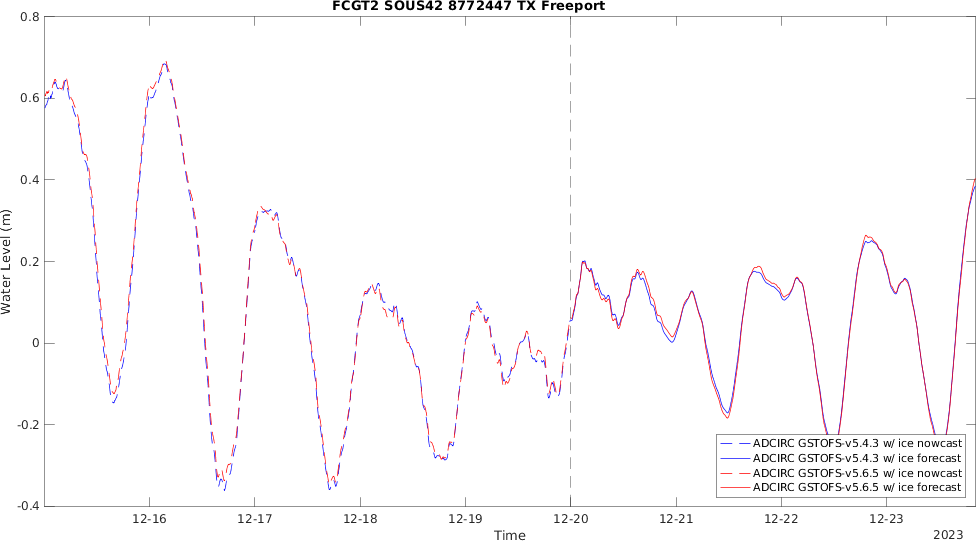 FCGT2 SOUS42 8772447 TX Freeport
0.8
0.6
0.4
0.2
0
-0.2
-0.4
Water Level (m)
ADCIRC GSTOFS-v5.4.3 w/ ice nowcast
ADCIRC GSTOFS-v5.4.3 w/ ice forecast
ADCIRC GSTOFS-v5.6.5 w/ ice nowcast
ADCIRC GSTOFS-v5.6.5 w/ ice forecast
12-16 12-17 12-18 12-19 12-20 12-21 12-22 12-23
Time
2023